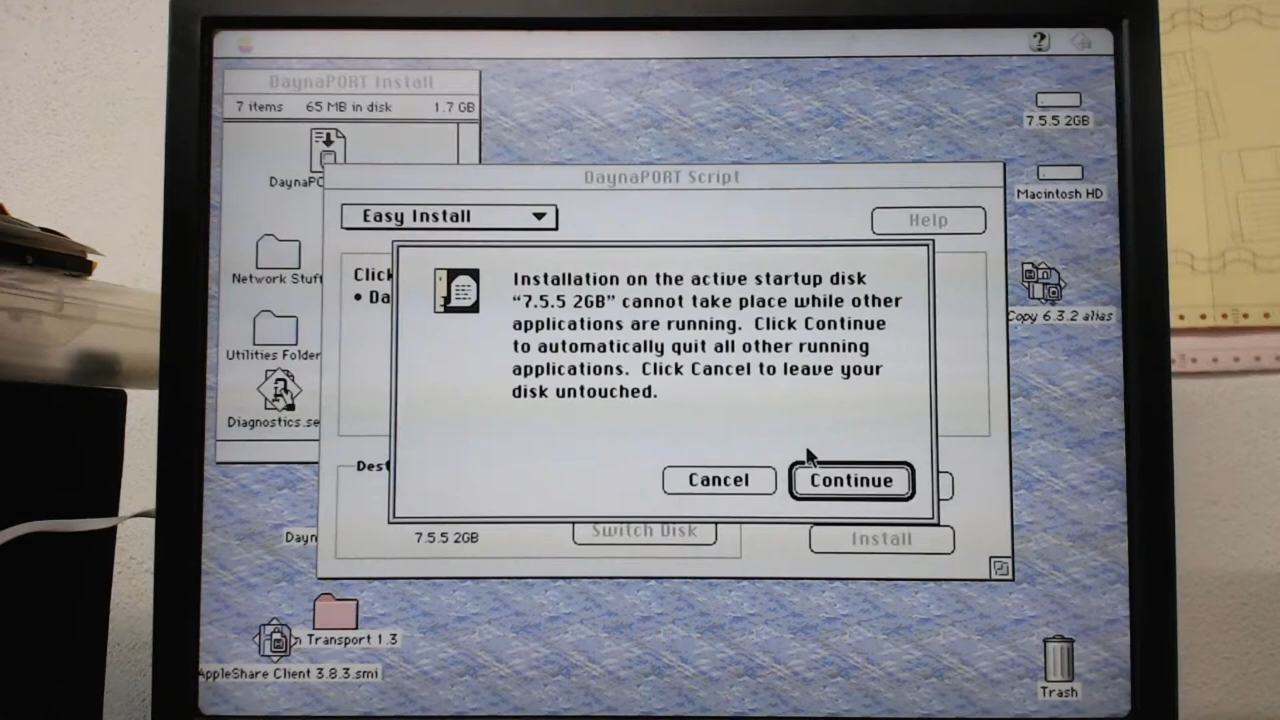 DaynaPORT Install
7 items 65 MB in disk 1.7 GB
7.5.5 2GB
DaynaPO
DaynaPORT Script
Macintosh HD
Easy Install
Help
Network Stuf
Click
• Da
Installation on the active startup disk
“7.5.5 2GB” cannot take place while other
applications are running. Click Continue
to automatically quit all other running
applications. Click Cancel to leave your
disk untouched.
Copy 6.3.2 alias
Utilities Folder
Diagnostics.se
Dest
Cancel
Continue
Dayn
7.5.5 2GB
Switch Disk
Install
n Transport 1.3
AppleShare Client 3.8.3.smi
Trash